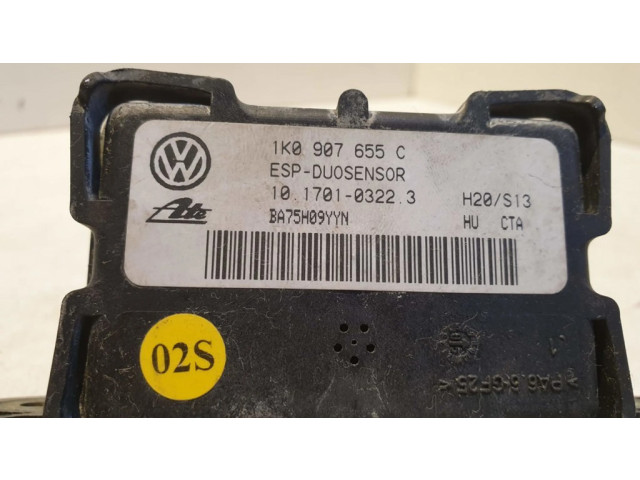 1K0 907 655 C
ESP-DUOSENSOR
10.1701-0322.3 H20/S13
BA75H09YYN HU CTA
Ate
02S